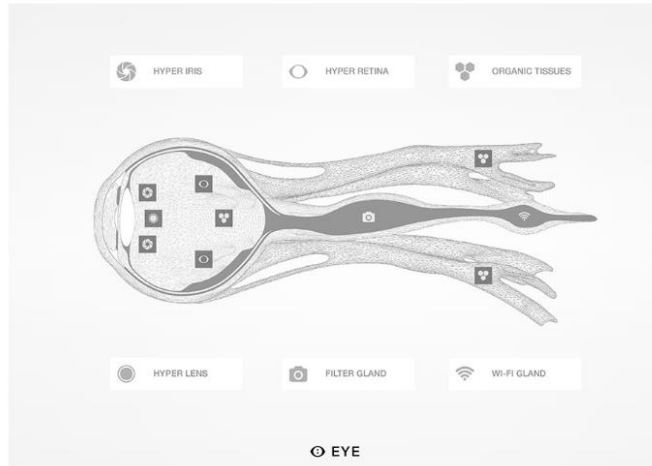 HYPER IRIS
HYPER RETINA
ORGANIC TISSUES
HYPER LENS
FILTER GLAND
WI-FI GLAND
EYE